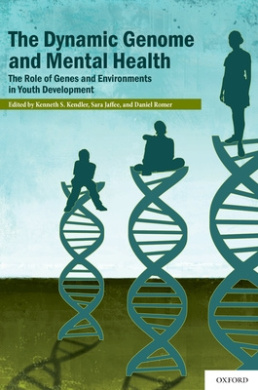 The Dynamic Genome
and Mental Health
The Role of Genes and Environments
in Youth Development
Edited by Kenneth S. Kendler, Sara Jaffee, and Daniel Romer
OXFORD